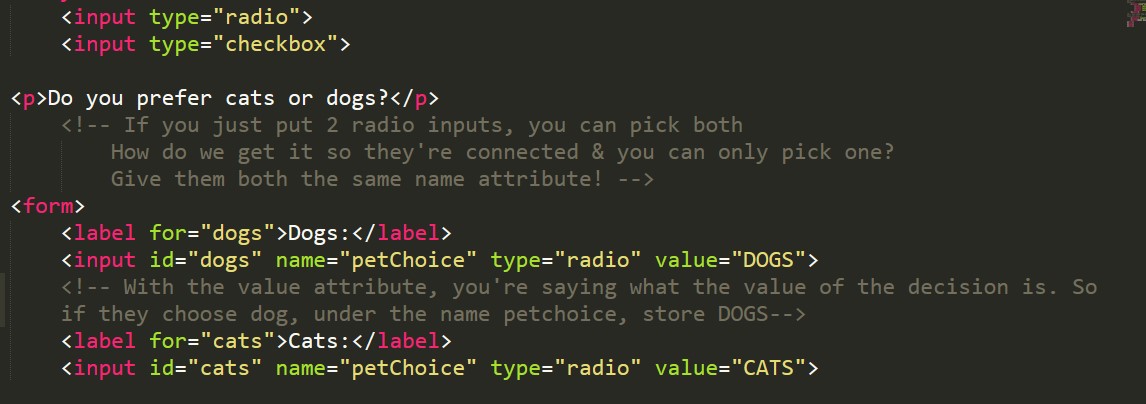 <input type="radio">
<input type="checkbox">
<p>Do you prefer cats or dogs?</p>
<!-- If you just put 2 radio inputs, you can pick both
How do we get it so they're connected & you can only pick one?
Give them both the same name attribute! -->
<form>
<label for="dogs">Dogs:</label>
<input id="dogs" name="petChoice" type="radio" value="DOGS">
<!-- With the value attribute, you're saying what the value of the decision is. So
if they choose dog, under the name petchoice, store DOGS-->
<label for="cats">Cats:</label>
<input id="cats" name="petChoice" type="radio" value="CATS">